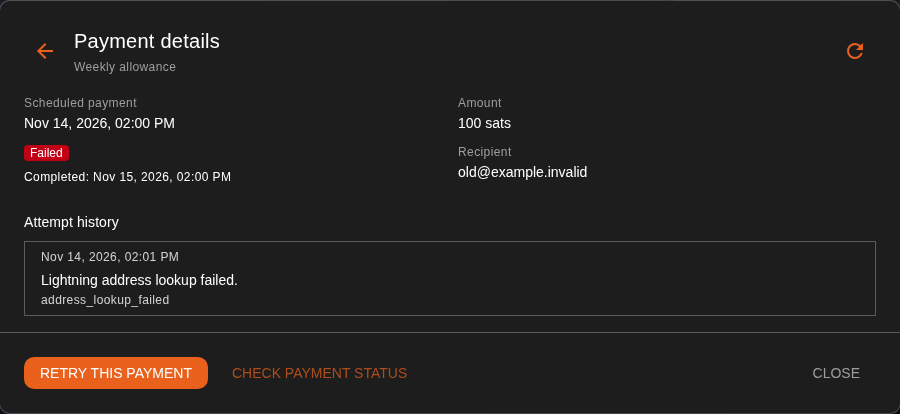 Payment details
Weekly allowance
Scheduled payment
Nov 14, 2026, 02:00 PM
Failed
Completed: Nov 15, 2026, 02:00 PM
Amount
100 sats
Recipient
old@example.invalid
Attempt history
Nov 14, 2026, 02:01 PM
Lightning address lookup failed.
address_lookup_failed
RETRY THIS PAYMENT
CHECK PAYMENT STATUS
CLOSE